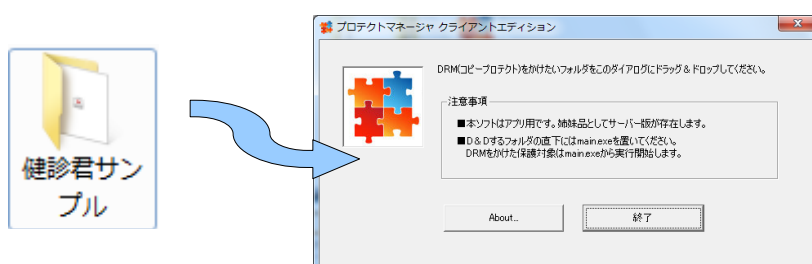 健診君サン
プル
プロテクトマネージャ クライアントエディション
DRM(コピープロテクト)をかけたいフォルダをこのダイアログにドラッグ＆ドロップしてください。
注意事項
■本ソフトはアプリ用です。姉妹品としてサーバー版が存在します。
■D＆Dするフォルダの直下にはmain.exeを置いてください。
DRMをかけた保護対象はmain.exeから実行開始します。
About...
終了